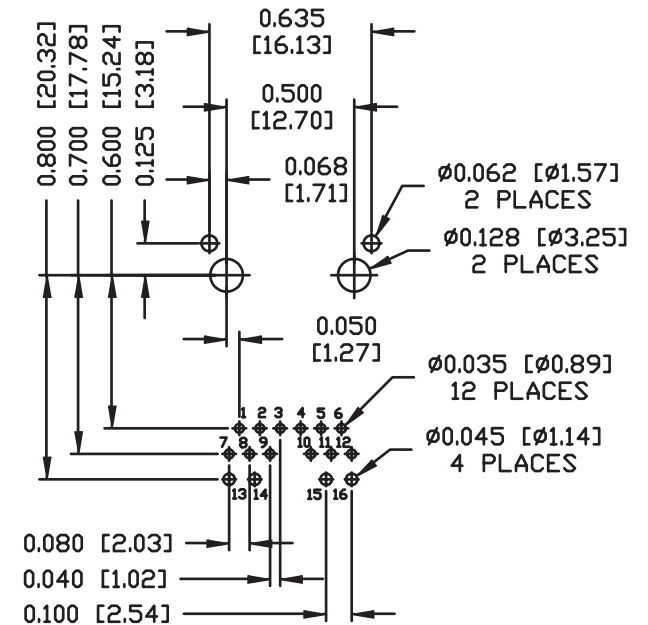 0.635
[16.13]
0.800 [20.32]
0.700 [17.78]
0.600 [15.24]
0.125 [3.18]
0.500
[12.70]
0.068
[1.71]
Ø0.062 [Ø1.57]
2 PLACES
Ø0.128 [Ø3.25]
2 PLACES
0.050
[1.27]
Ø0.035 [Ø0.89]
12 PLACES
1 2 3 4 5 6
Ø0.045 [Ø1.14]
4 PLACES
7 8 9 10 11 12
13 14 15 16
0.080 [2.03]
0.040 [1.02]
0.100 [2.54]